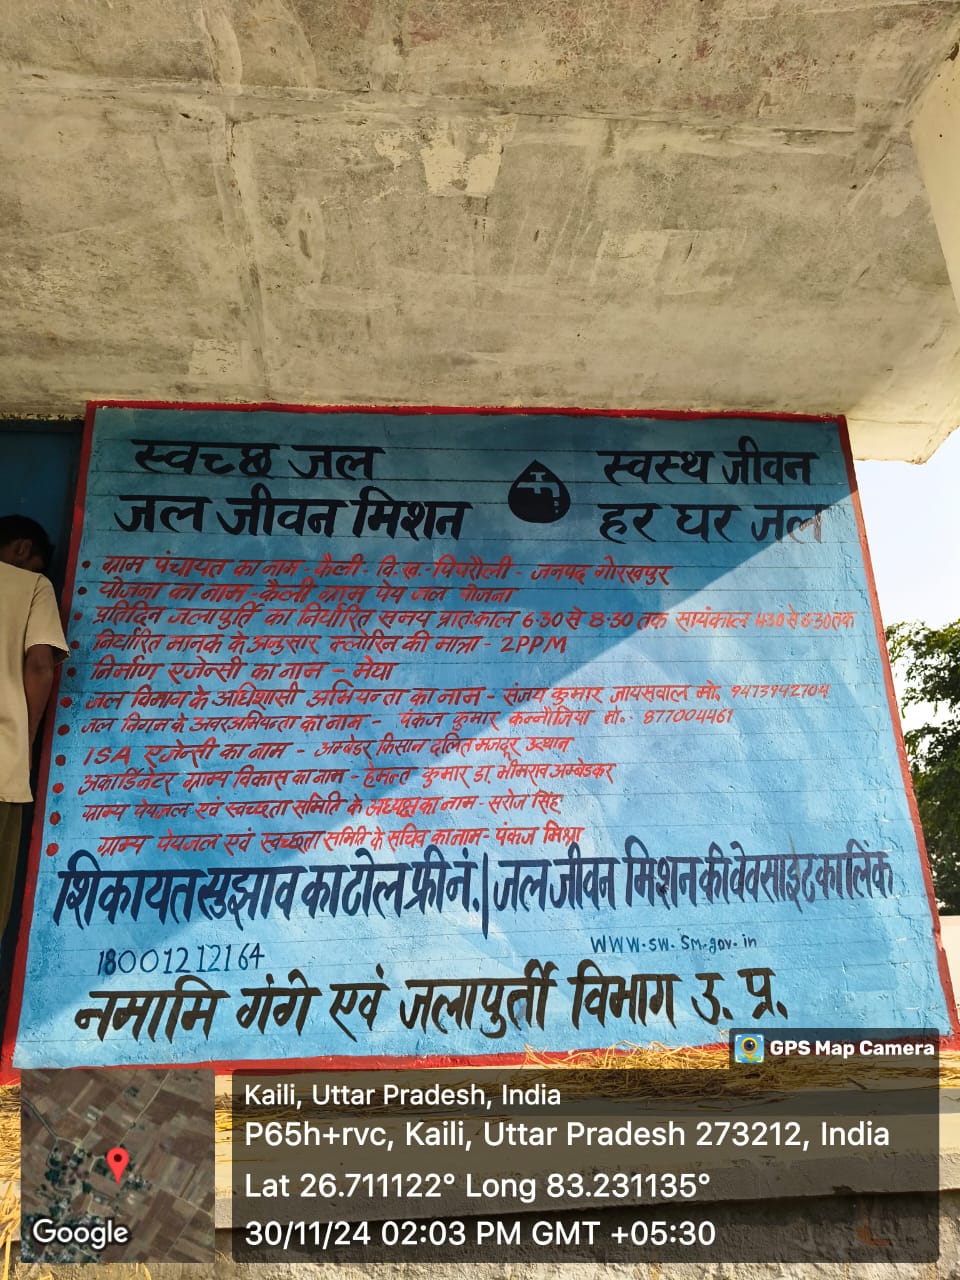 स्वच्छ जल
स्वस्थ जीवन
जल जीवन मिशन
हर घर जल
• ग्राम पंचायत का नाम - कैली - वि.ख.- पिपरौली - जनपद गोरखपुर
• योजना का नाम - कैली ग्राम पेय जल योजना
• प्रतिदिन जलापुर्ति का निर्धारित समय प्रातःकाल 6:30 से 8:30 तक सायंकाल 4:30 से 6:30 तक
• निर्धारित मानक के अनुसार क्लोरिन की मात्रा - 2PPM
• निर्माण एजेन्सी का नाम - मेघा
• जल विभाग के अधिशासी अभियन्ता का नाम - संजय कुमार जायसवाल मो. 9473942704
• जल निगम के अवर अभियन्ता का नाम - पंकज कुमार कन्नौजिया मो.: 877004461
• ISA एजेन्सी का नाम - अम्बेडर किसान दलित मजदूर उत्थान
• अकार्डिनेटर ग्राम्य विकास का नाम - हेमन्त कुमार डा. भीमराव अम्बेडकर
• ग्राम्य पेयजल एवं स्वच्छता समिति के अध्यक्ष का नाम - सरोज सिंह
• ग्राम्य पेयजल एवं स्वच्छता समिति के सचिव का नाम - पंकज मिश्रा
शिकायत सुझाव का टोल फ्री नं. | जल जीवन मिशन की वेवसाइट का लिंक
18001212164
www.sw.sm.gov.in
नमामि गंगे एवं जलापुर्ती विभाग उ. प्र.
GPS Map Camera
Kaili, Uttar Pradesh, India
P65h+rvc, Kaili, Uttar Pradesh 273212, India
Lat 26.711122° Long 83.231135°
30/11/24 02:03 PM GMT +05:30
Google